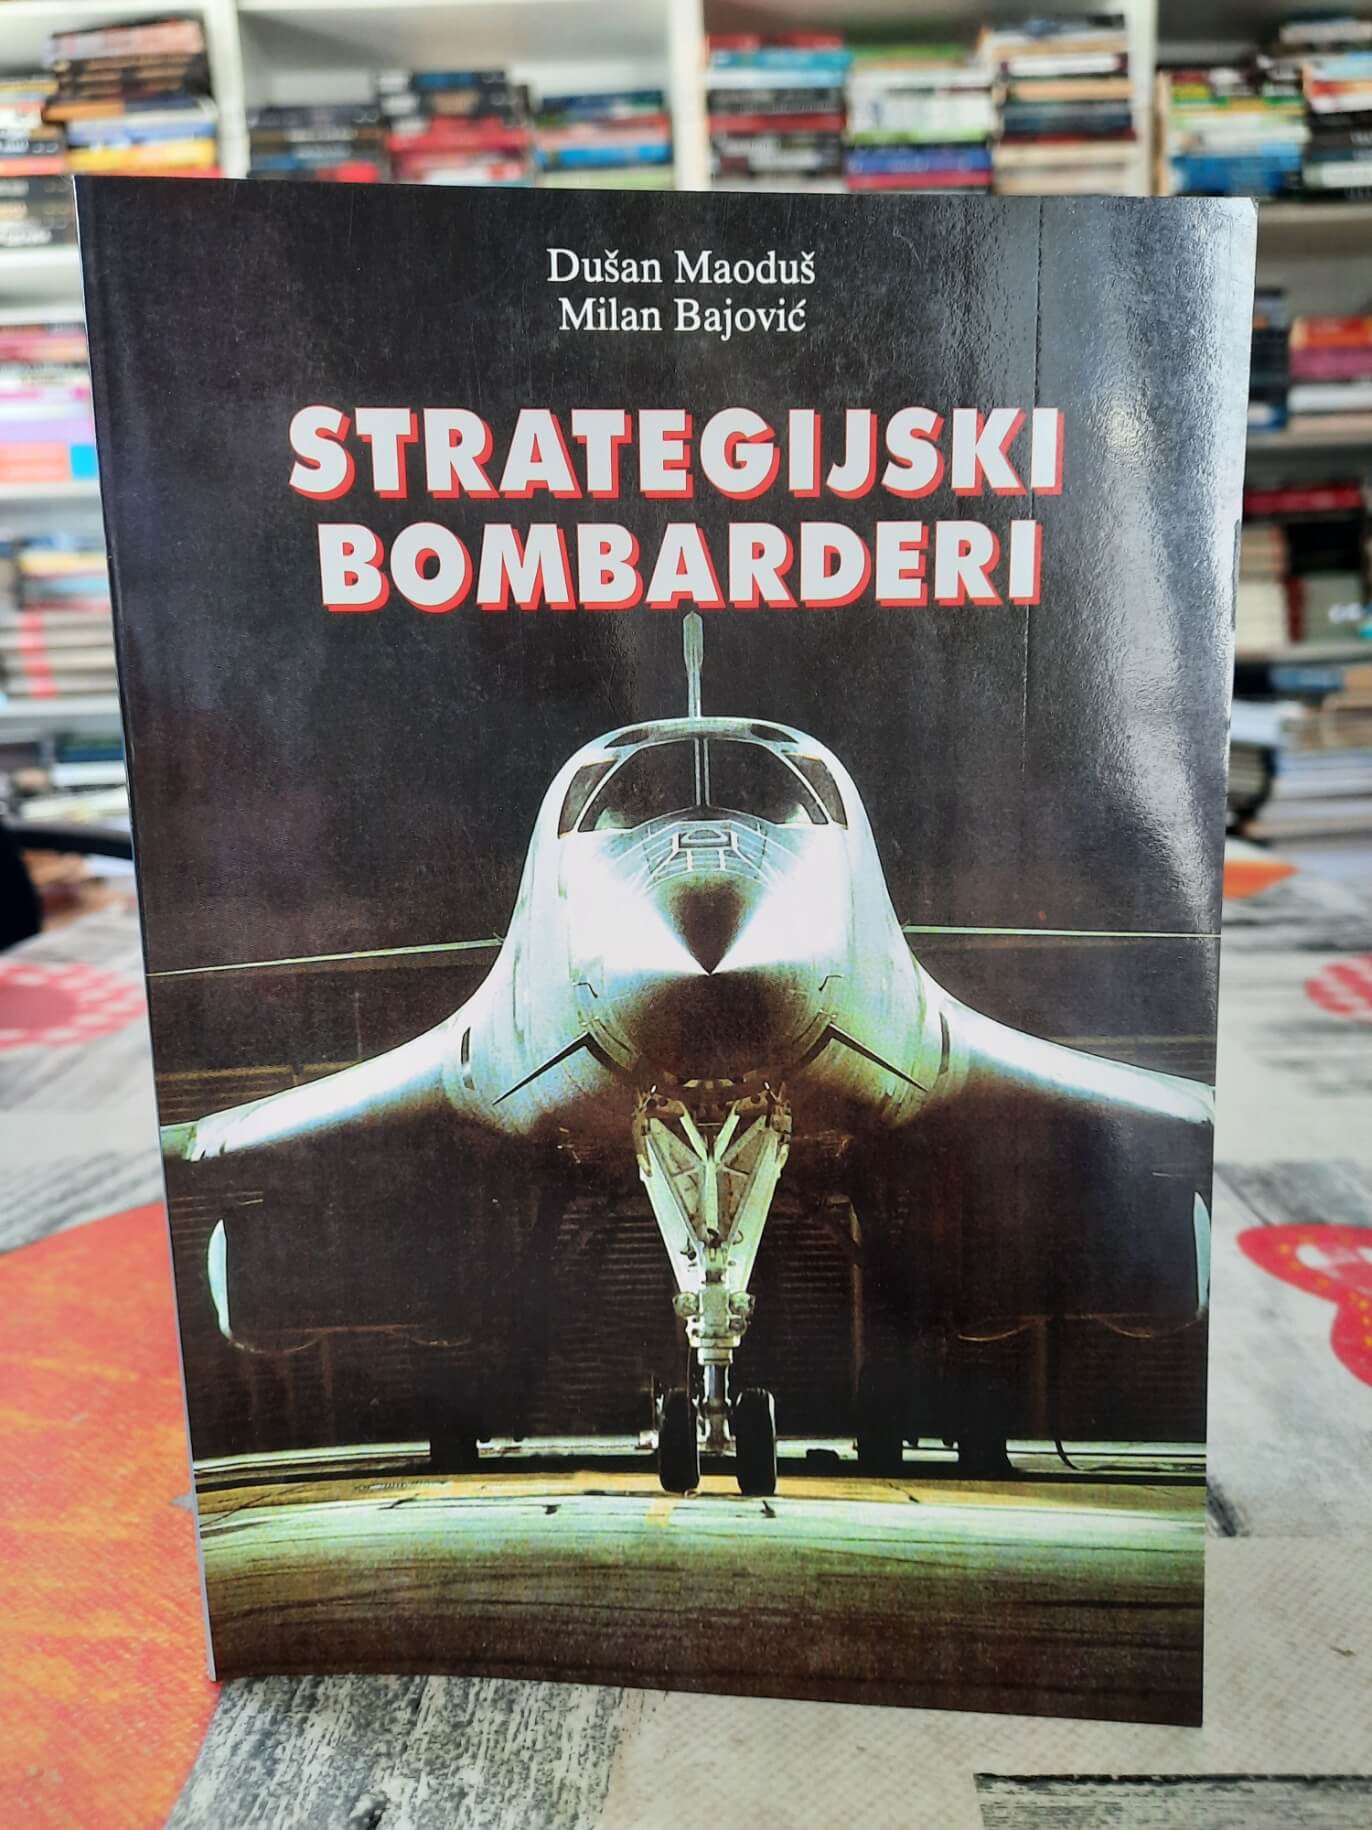 Dušan Maoduš
Milan Bajović
STRATEGIJSKI
BOMBARDERI